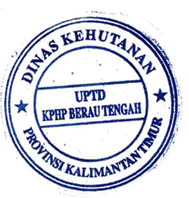 DINAS KEHUTANAN
UPTD
KPHP BERAU TENGAH
PROVINSI KALIMANTAN TIMUR